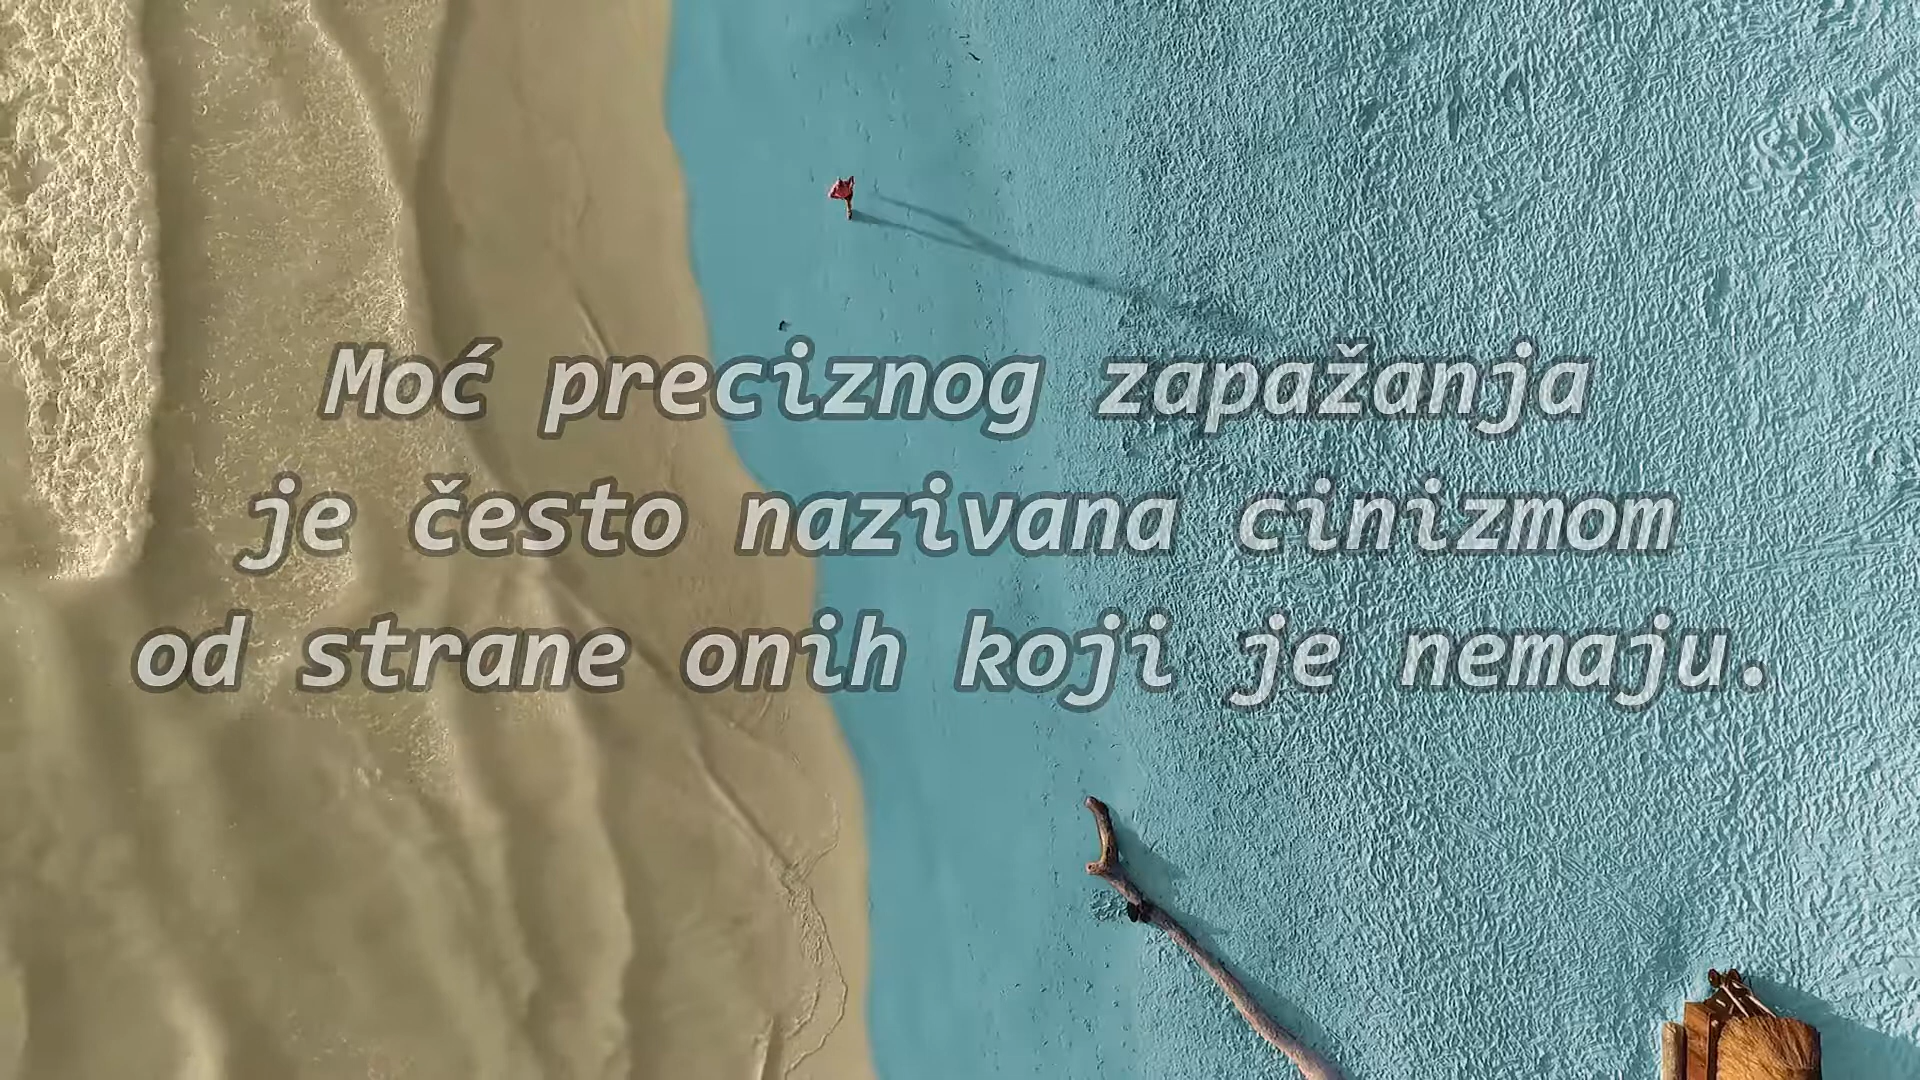 Moć preciznog zapažanja
je često nazivana cinizmom
od strane onih koji je nemaju.